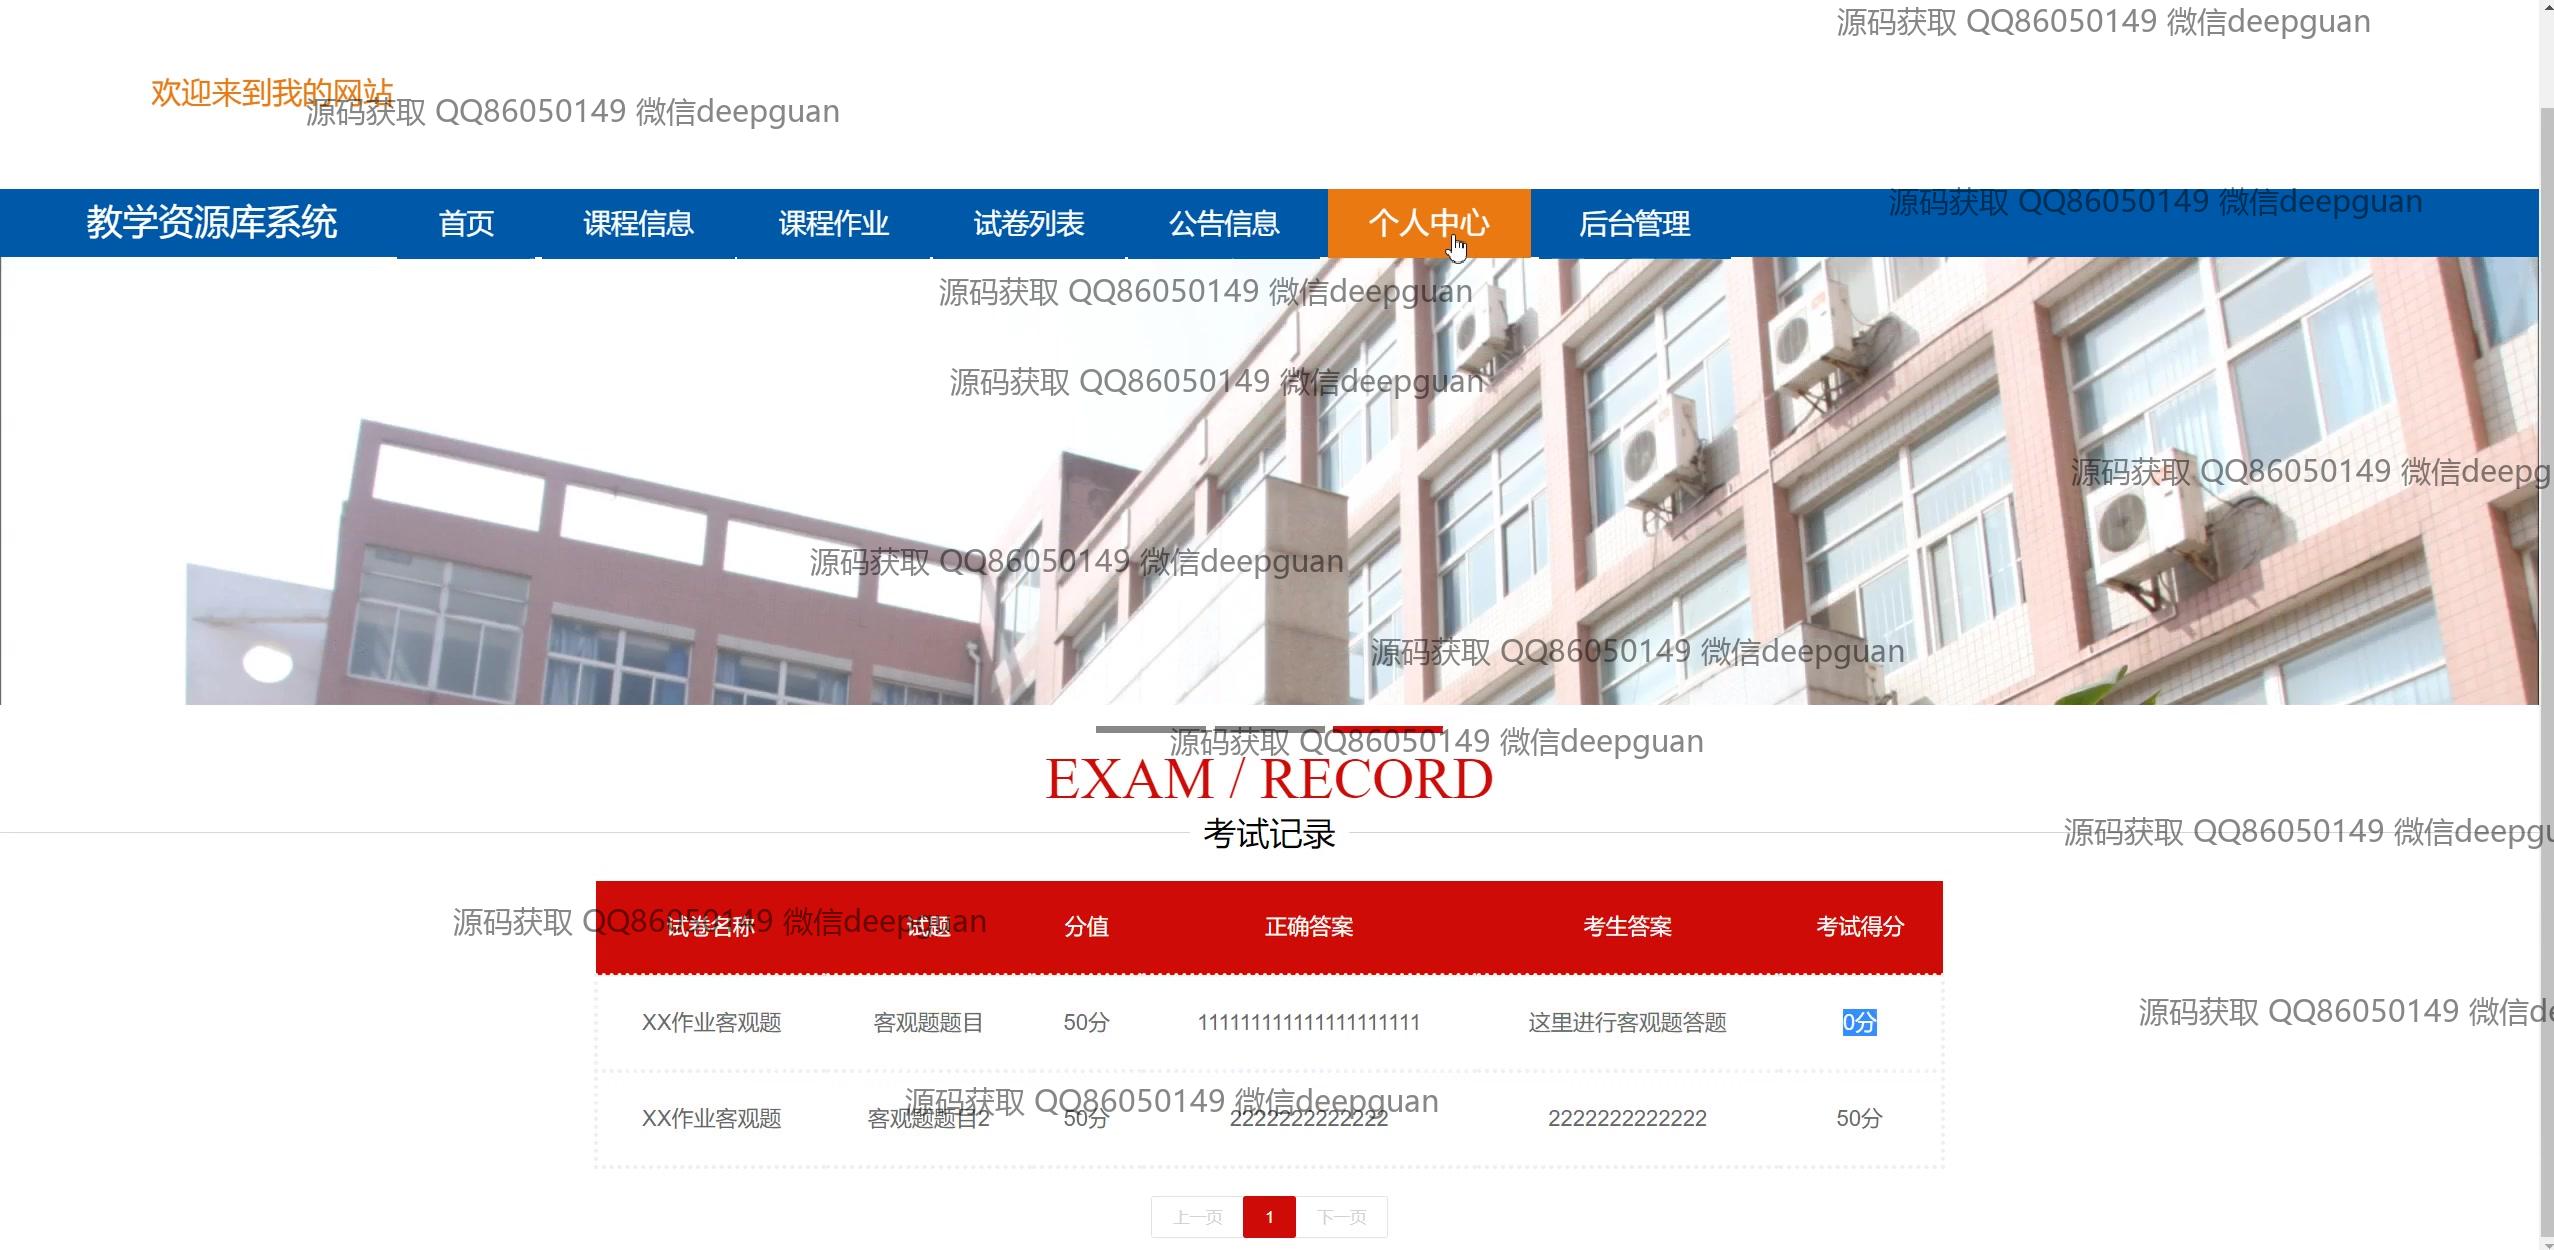 源码获取 QQ86050149 微信deepguan
欢迎来到我的网站
源码获取 QQ86050149 微信deepguan
源码获取 QQ86050149 微信deepguan
教学资源库系统 首页 课程信息 课程作业 试卷列表 公告信息 个人中心 后台管理
源码获取 QQ86050149 微信deepguan
源码获取 QQ86050149 微信deepguan
源码获取 QQ86050149 微信deepg
源码获取 QQ86050149 微信deepguan
源码获取 QQ86050149 微信deepguan
源码获取 QQ86050149 微信deepguan
EXAM / RECORD
考试记录
源码获取 QQ86050149 微信deepgu
源码获取 QQ86050149 微信deepguan
试卷名称 试题 分值 正确答案 考生答案 考试得分
源码获取 QQ86050149 微信de
XX作业客观题 客观题题目 50分 111111111111111111111 这里进行客观题答题 0分
源码获取 QQ86050149 微信deepguan
XX作业客观题 客观题题目2 50分 2222222222222 2222222222222 50分
上一页 1 下一页